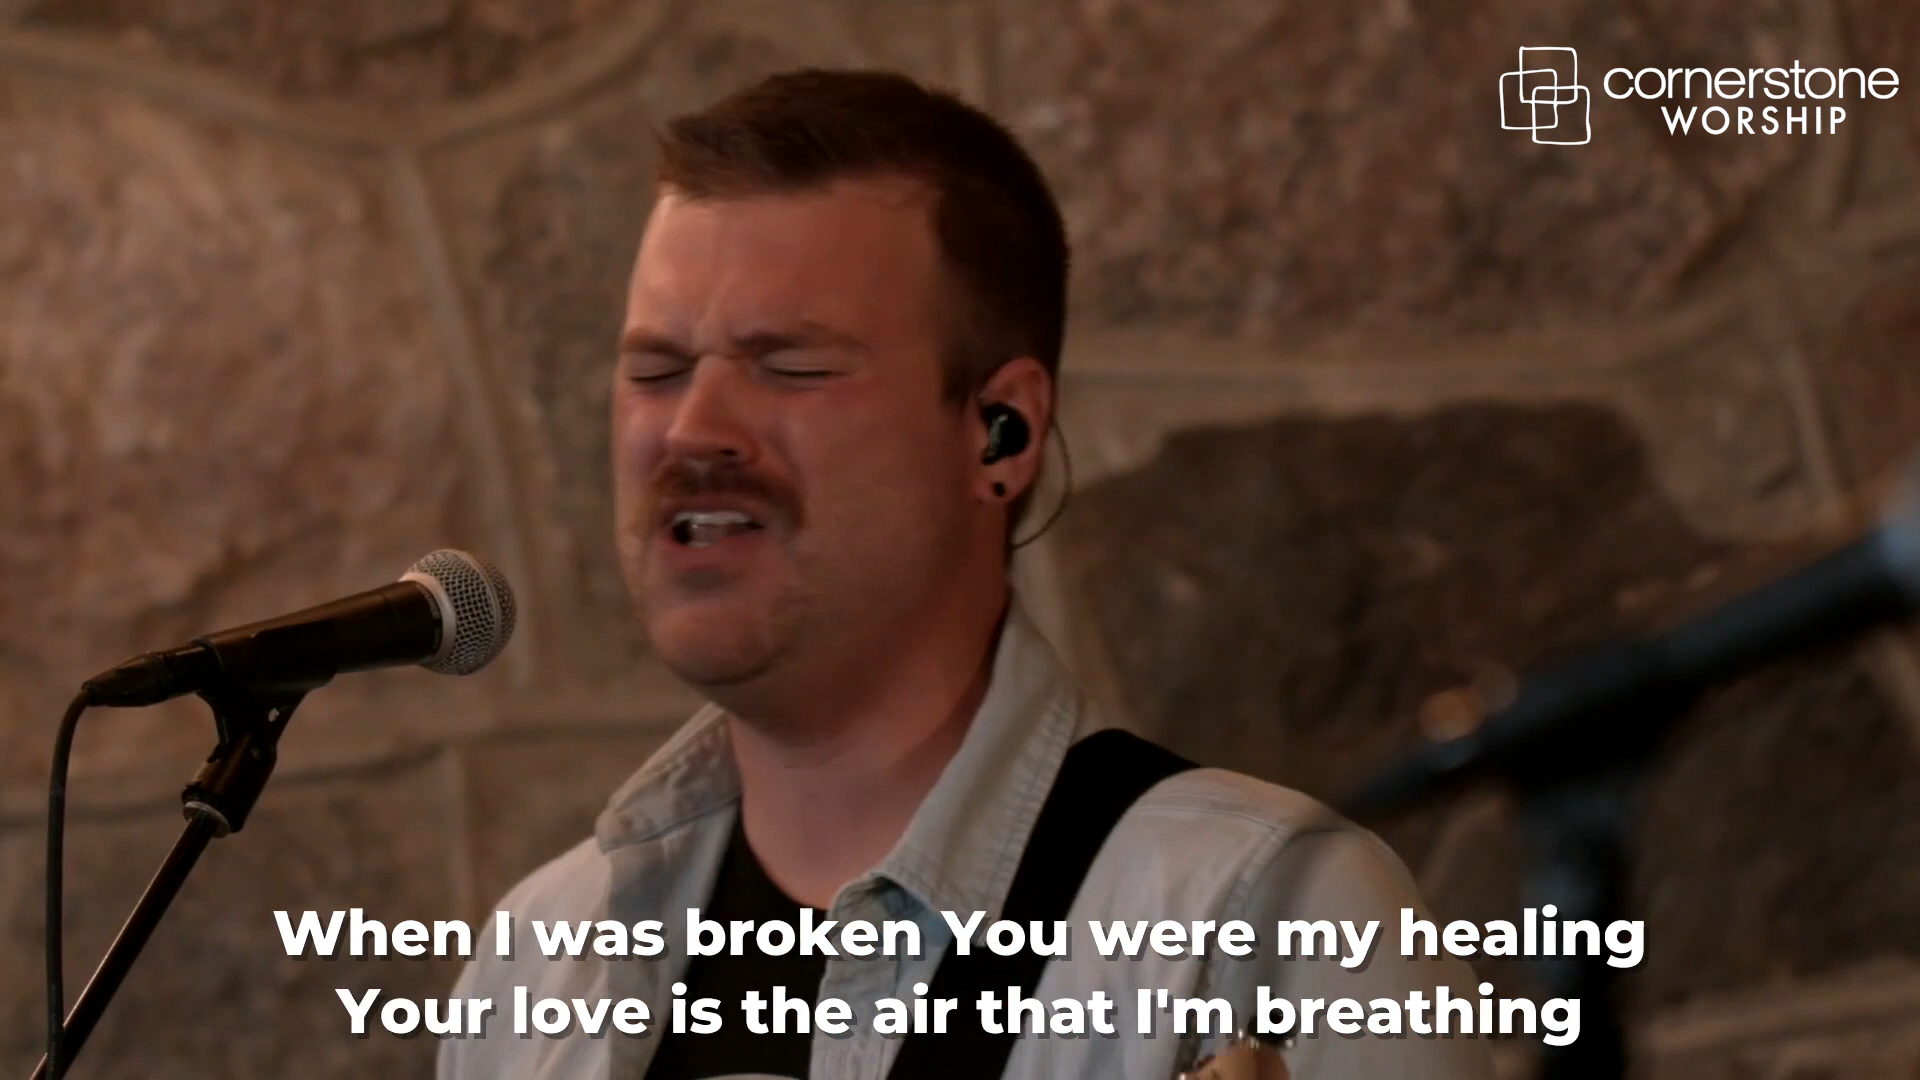 cornerstone
WORSHIP
When I was broken You were my healing
Your love is the air that I'm breathing